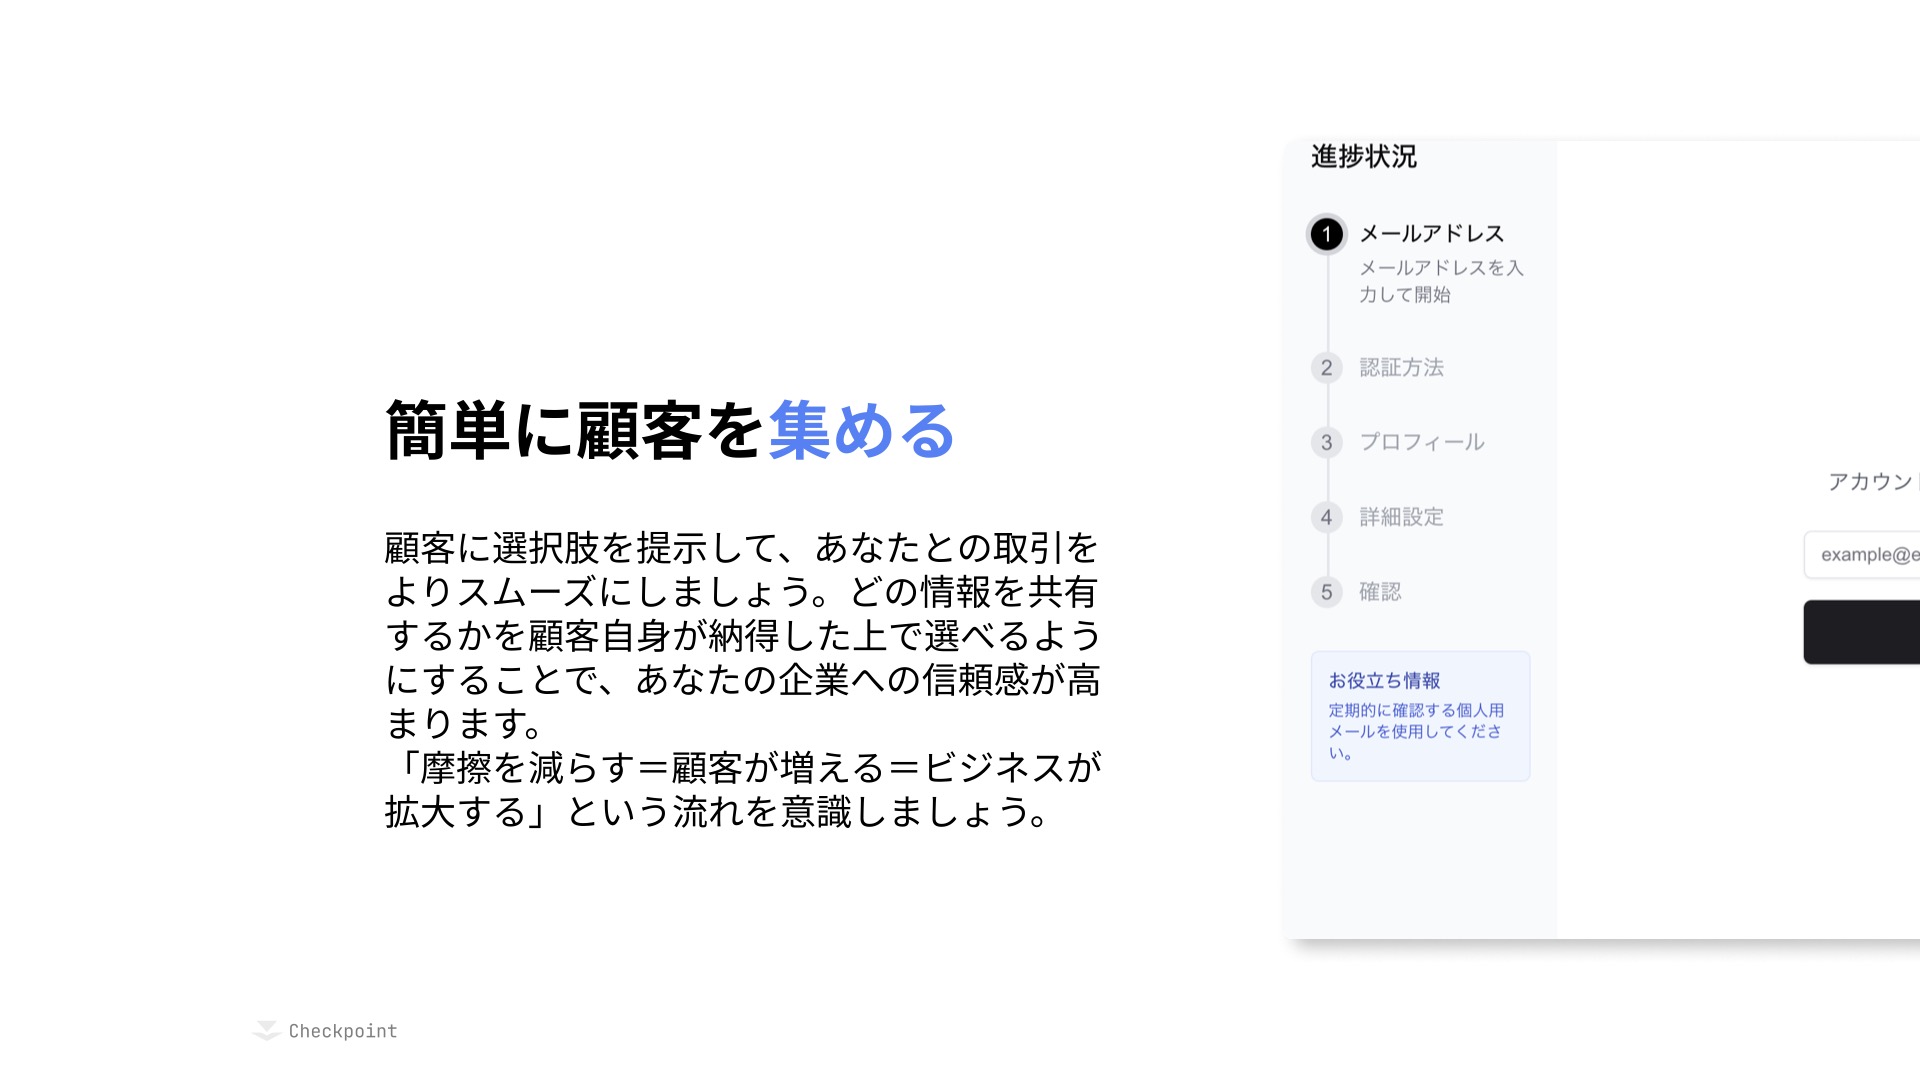 簡単に顧客を集める
顧客に選択肢を提示して、あなたとの取引を
よりスムーズにしましょう。どの情報を共有
するかを顧客自身が納得した上で選べるよう
にすることで、あなたの企業への信頼感が高
まります。
「摩擦を減らす＝顧客が増える＝ビジネスが
拡大する」という流れを意識しましょう。
進捗状況
1 メールアドレス
メールアドレスを入
力して開始
2 認証方法
3 プロフィール
4 詳細設定
5 確認
お役立ち情報
定期的に確認する個人用
メールを使用してくださ
い。
アカウン
example@e
Checkpoint